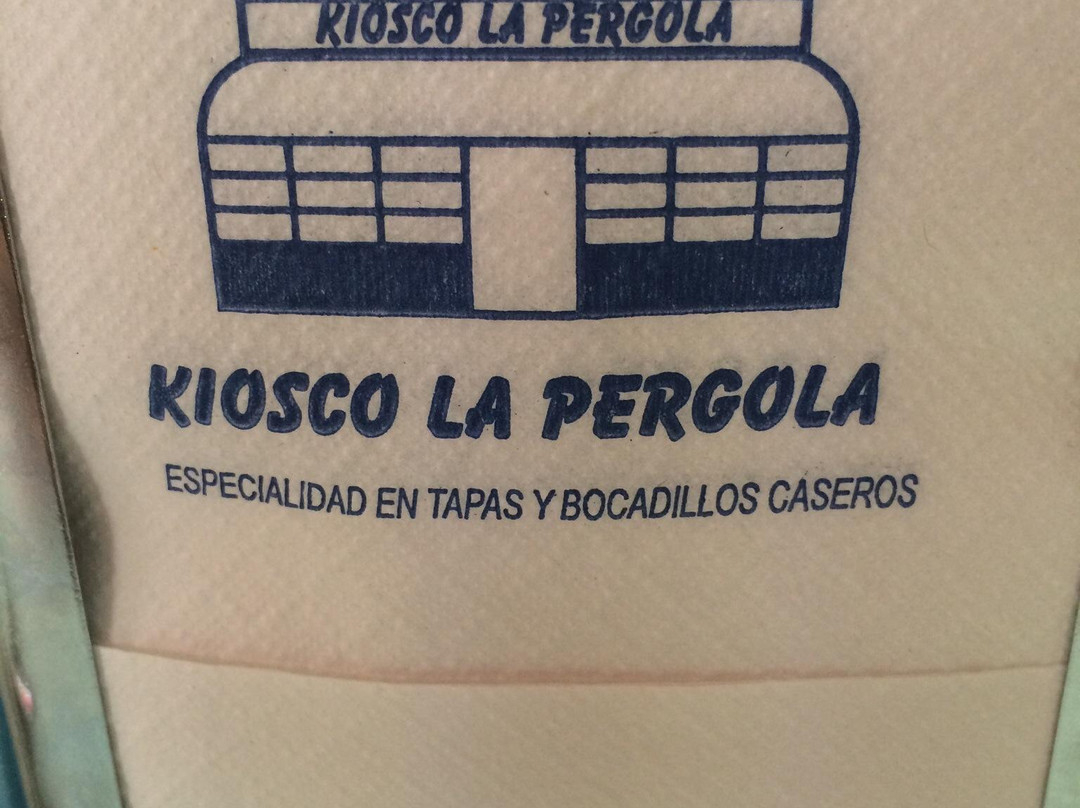 KIOSCO LA PERGOLA
KIOSCO LA PERGOLA
ESPECIALIDAD EN TAPAS Y BOCADILLOS CASEROS